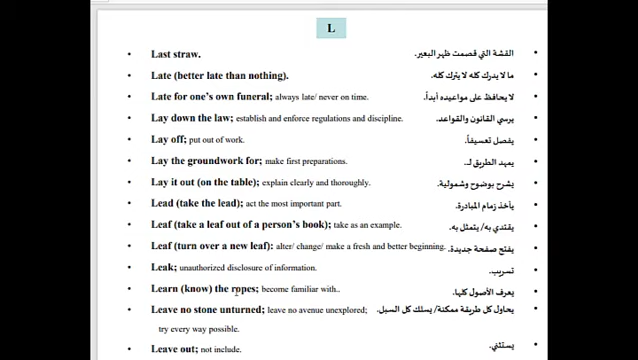 L
Last straw. القشة التي قصمت ظهر البعير.
Late (better late than nothing). ما لا يدرك كله لا يترك كله.
Late for one's own funeral; always late/ never on time. لا يحافظ على مواعيده أبداً.
Lay down the law; establish and enforce regulations and discipline. يرسي القانون والقواعد.
Lay off; put out of work. يفصل تعسيفاً.
Lay the groundwork for; make first preparations. يمهد الطريق لـ..
Lay it out (on the table); explain clearly and thoroughly. يشرح بوضوح وشمولية.
Lead (take the lead); act the most important part. يأخذ زمام المبادرة.
Leaf (take a leaf out of a person's book); take as an example. يقتدي به/ يتمثل به.
Leaf (turn over a new leaf): alter/ change/ make a fresh and better beginning. يفتح صفحة جديدة.
Leak; unauthorized disclosure of information. تسريب.
Learn (know) the ropes; become familiar with.. يعرف الأصول كلها.
Leave no stone unturned; leave no avenue unexplored; يحاول كل طريقة ممكنة/ يسلك كل السبل.
try every way possible.
Leave out; not include. يستثني.